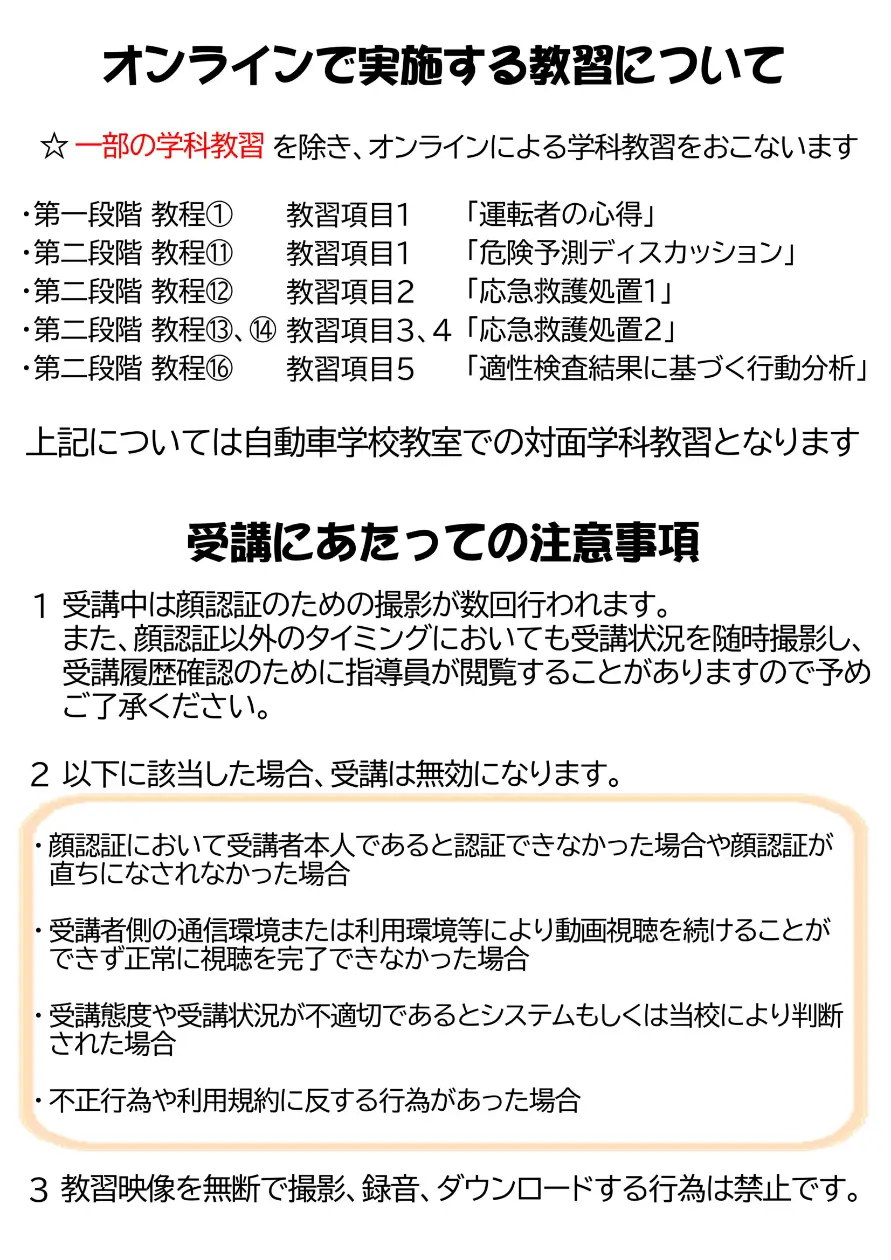 オンラインで実施する教習について
☆ 一部の学科教習 を除き、オンラインによる学科教習をおこないます
・第一段階 教程① 教習項目1 「運転者の心得」
・第二段階 教程⑪ 教習項目1 「危険予測ディスカッション」
・第二段階 教程⑫ 教習項目2 「応急救護処置1」
・第二段階 教程⑬、⑭ 教習項目3、4 「応急救護処置2」
・第二段階 教程⑯ 教習項目5 「適性検査結果に基づく行動分析」
上記については自動車学校教室での対面学科教習となります
受講にあたっての注意事項
1 受講中は顔認証のための撮影が数回行われます。
また、顔認証以外のタイミングにおいても受講状況を随時撮影し、
受講履歴確認のために指導員が閲覧することがありますので予め
ご了承ください。
2 以下に該当した場合、受講は無効になります。
・顔認証において受講者本人であると認証できなかった場合や顔認証が
直ちになされなかった場合
・受講者側の通信環境または利用環境等により動画視聴を続けることが
できず正常に視聴を完了できなかった場合
・受講態度や受講状況が不適切であるとシステムもしくは当校により判断
された場合
・不正行為や利用規約に反する行為があった場合
3 教習映像を無断で撮影、録音、ダウンロードする行為は禁止です。